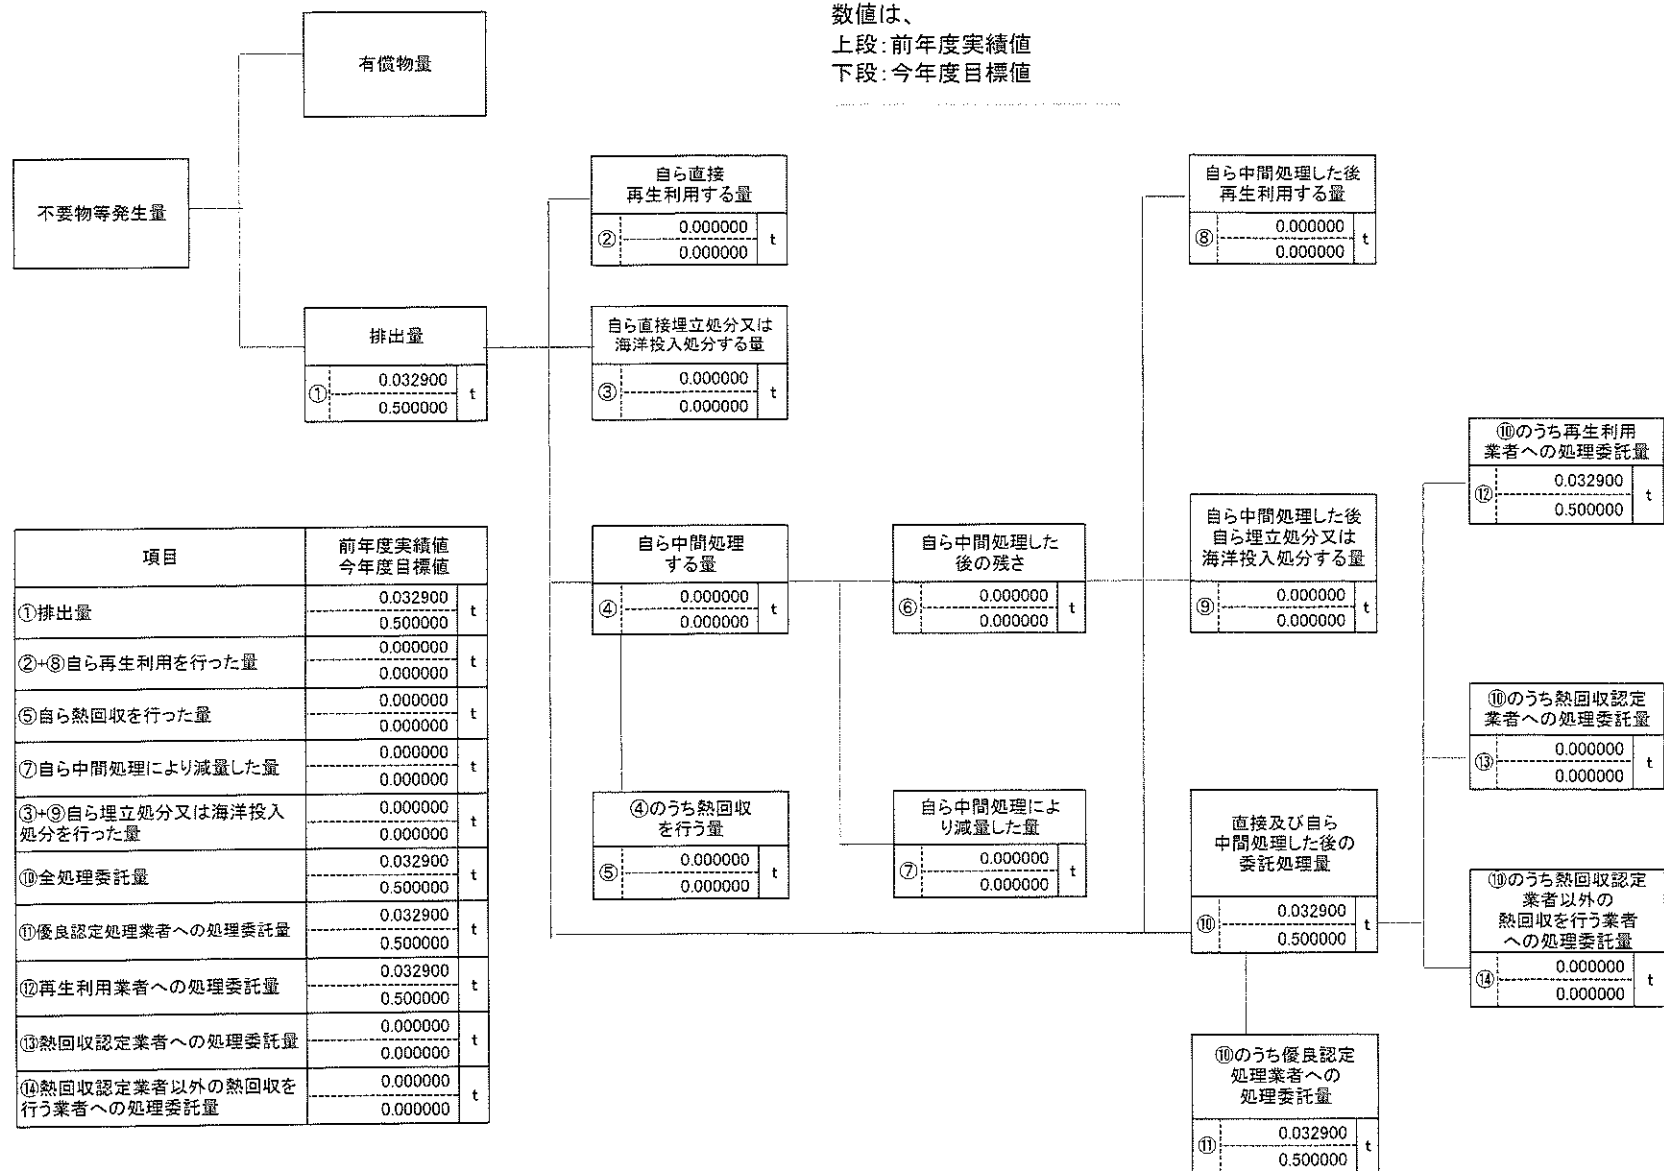 数値は、
上段：前年度実績値
下段：今年度目標値
有償物量
不要物等発生量
排出量
① 0.032900 t
0.500000
自ら直接
再生利用する量
② 0.000000 t
0.000000
自ら直接埋立処分又は
海洋投入処分する量
③ 0.000000 t
0.000000
自ら中間処理
する量
④ 0.000000 t
0.000000
④のうち熱回収
を行う量
⑤ 0.000000 t
0.000000
自ら中間処理した
後の残さ
⑥ 0.000000 t
0.000000
自ら中間処理によ
り減量した量
⑦ 0.000000 t
0.000000
自ら中間処理した後
再生利用する量
⑧ 0.000000 t
0.000000
自ら中間処理した後
自ら埋立処分又は
海洋投入処分する量
⑨ 0.000000 t
0.000000
直接及び自ら
中間処理した後の
委託処理量
⑩ 0.032900 t
0.500000
⑩のうち優良認定
処理業者への
処理委託量
⑪ 0.032900 t
0.500000
⑩のうち再生利用
業者への処理委託量
⑫ 0.032900 t
0.500000
⑩のうち熱回収認定
業者への処理委託量
⑬ 0.000000 t
0.000000
⑩のうち熱回収認定
業者以外の
熱回収を行う業者
への処理委託量
⑭ 0.000000 t
0.000000
項目 前年度実績値
今年度目標値
①排出量 0.032900 t
0.500000
②+⑧自ら再生利用を行った量 0.000000 t
0.000000
⑤自ら熱回収を行った量 0.000000 t
0.000000
⑦自ら中間処理により減量した量 0.000000 t
0.000000
③+⑨自ら埋立処分又は海洋投入 0.000000 t
処分を行った量 0.000000
⑩全処理委託量 0.032900 t
0.500000
⑪優良認定処理業者への処理委託量 0.032900 t
0.500000
⑫再生利用業者への処理委託量 0.032900 t
0.500000
⑬熱回収認定業者への処理委託量 0.000000 t
0.000000
⑭熱回収認定業者以外の熱回収を 0.000000 t
行う業者への処理委託量 0.000000